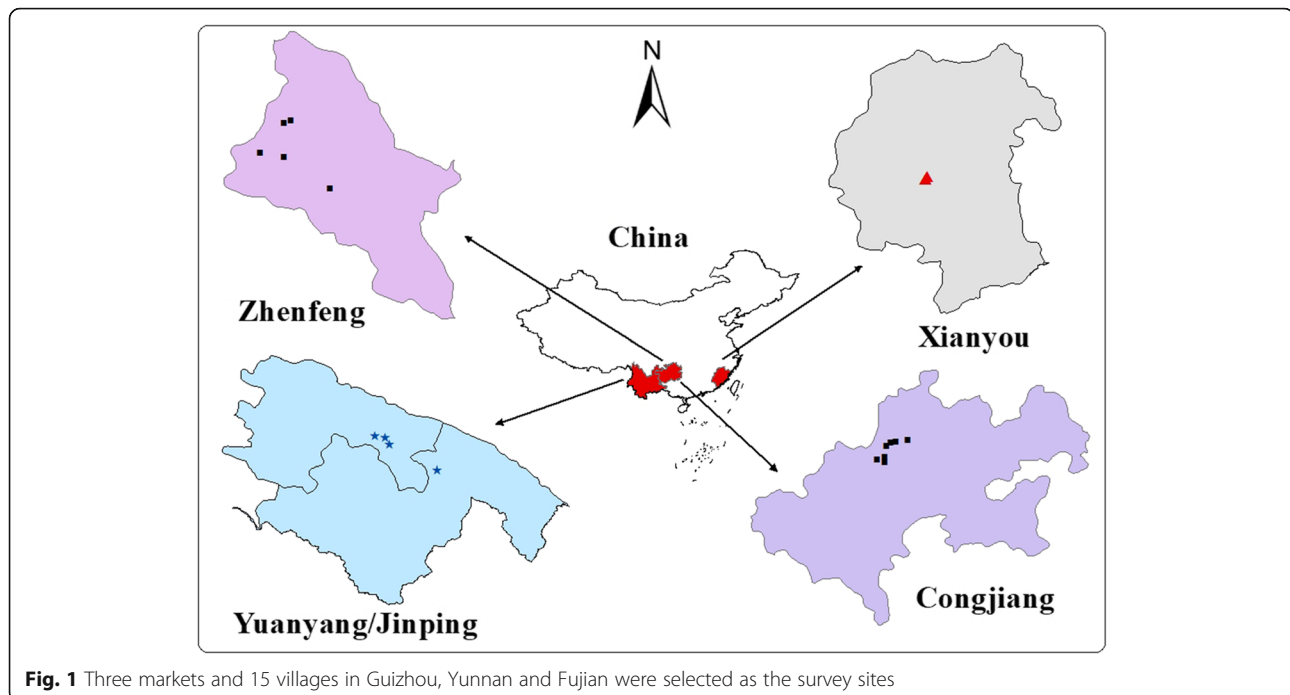 N
China
Zhenfeng
Xianyou
Yuanyang/Jinping
Congjiang
Fig. 1 Three markets and 15 villages in Guizhou, Yunnan and Fujian were selected as the survey sites